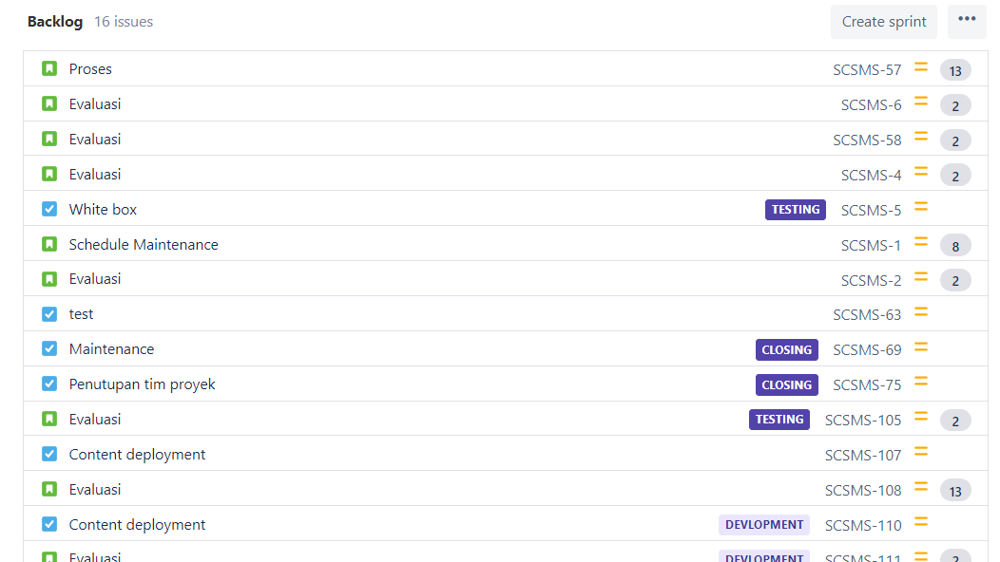 Backlog 16 issues Create sprint •••
Proses SCSMS-57 13
Evaluasi SCSMS-6 2
Evaluasi SCSMS-58 2
Evaluasi SCSMS-4 2
White box TESTING SCSMS-5
Schedule Maintenance SCSMS-1 8
Evaluasi SCSMS-2 2
test SCSMS-63
Maintenance CLOSING SCSMS-69
Penutupan tim proyek CLOSING SCSMS-75
Evaluasi TESTING SCSMS-105 2
Content deployment SCSMS-107
Evaluasi SCSMS-108 13
Content deployment DEVLOPMENT SCSMS-110
Evaluasi DEVLOPMENT SCSMS-111 2